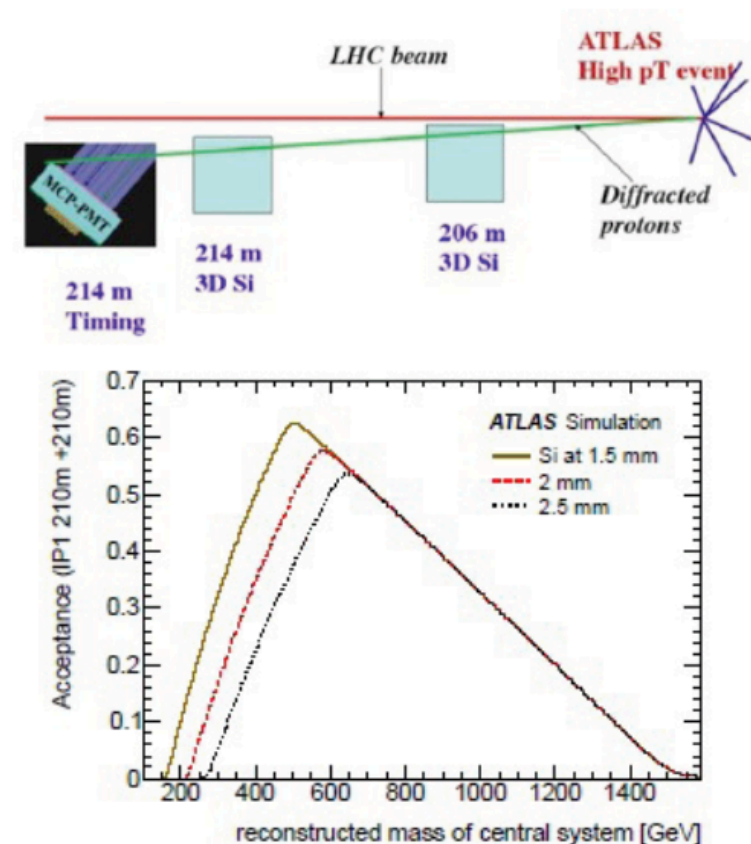 ATLAS
High pT event
LHC beam
MCP-PMT
Diffracted
protons
214 m
3D Si
206 m
3D Si
214 m
Timing
0.7
0.6
0.5
0.4
0.3
0.2
0.1
0
Acceptance (IP1 210m +210m)
ATLAS Simulation
Si at 1.5 mm
2 mm
2.5 mm
200 400 600 800 1000 1200 1400
reconstructed mass of central system [GeV]